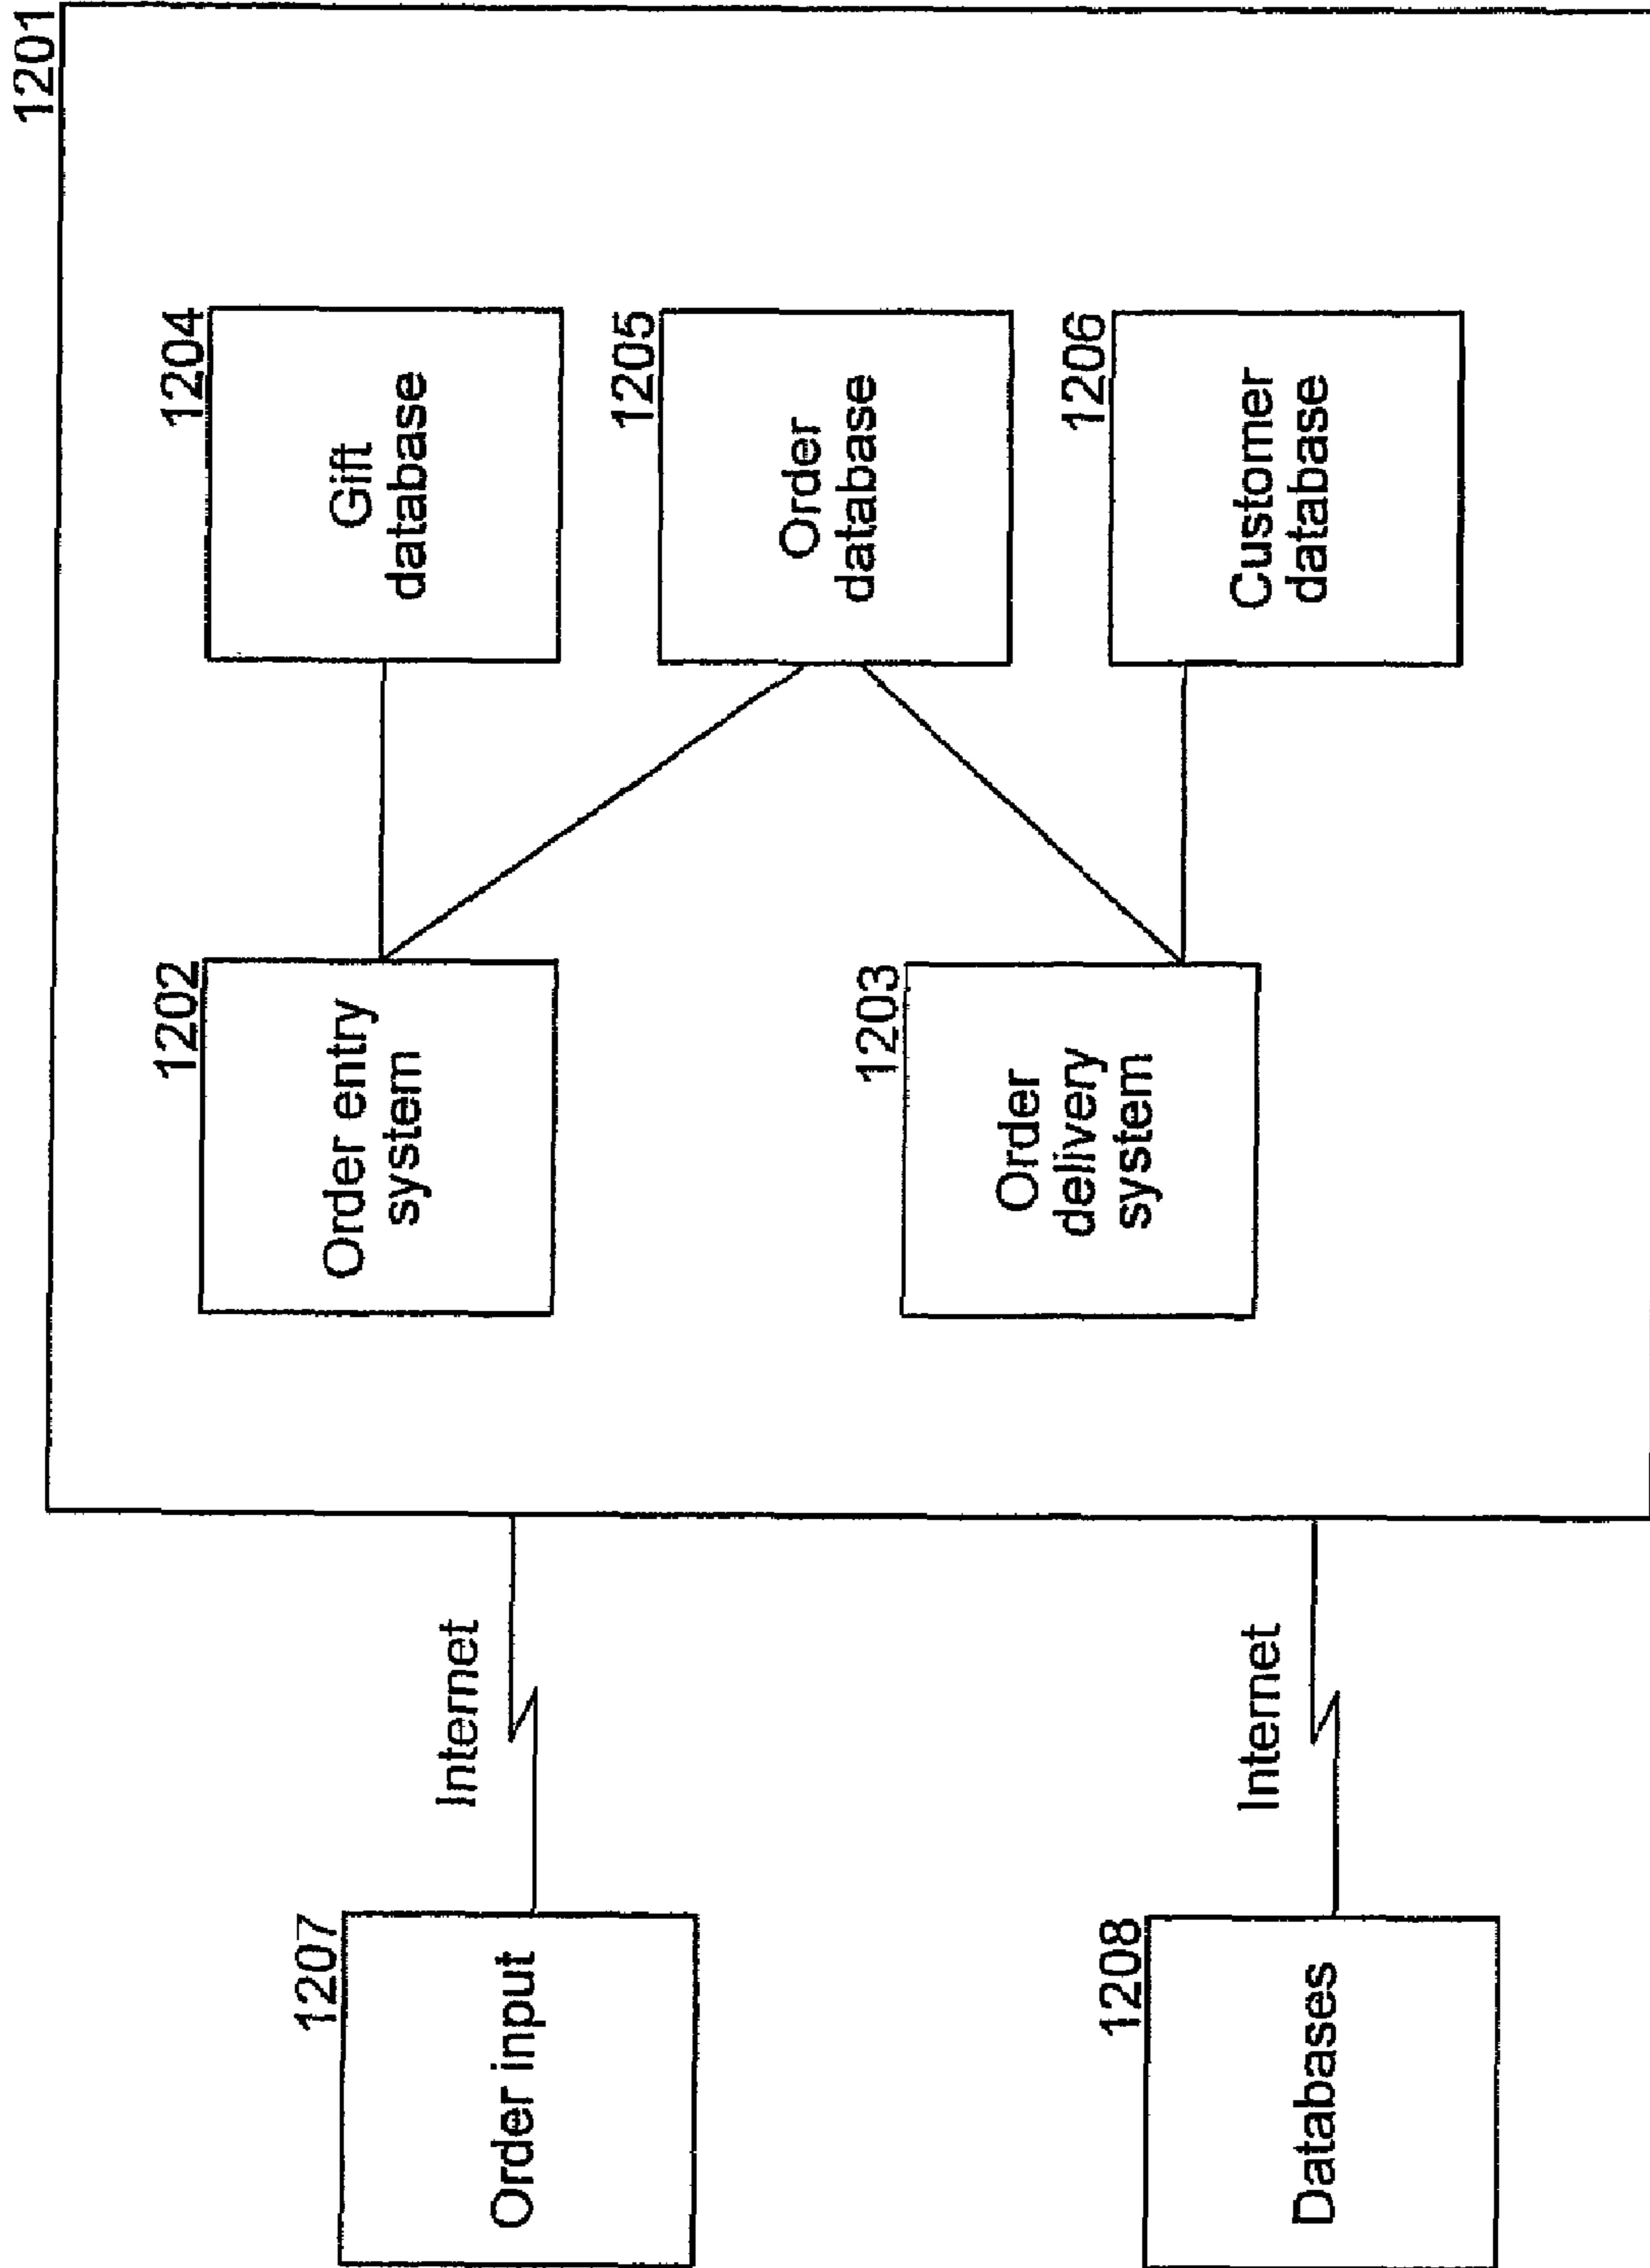 1201
1207
Order input
Internet
1208
Databases
Internet
1202
Order entry
system
1203
Order
delivery
system
1204
Gift
database
1205
Order
database
1206
Customer
database